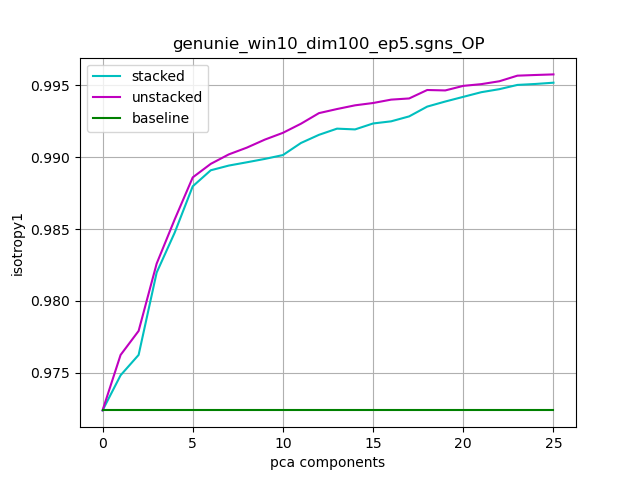 genunie_win10_dim100_ep5.sgns_OP
stacked
unstacked
baseline
0.995
0.990
0.985
0.980
0.975
isotropy1
0 5 10 15 20 25
pca components